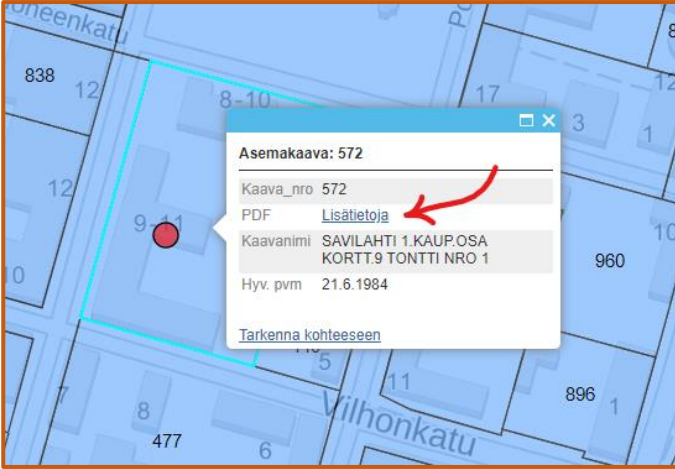 oneenkatu
838
12
8-10
17
3
1
12
Asemakaava: 572
Kaava_nro 572
PDF Lisätietoja
Kaavanimi SAVILAHTI 1.KAUP.OSA
KORTT.9 TONTTI NRO 1
Hyv. pvm 21.6.1984
Tarkenna kohteeseen
12
9-11
10
960
10
7
8
477
6
5
11
Vilhonkatu
896
1